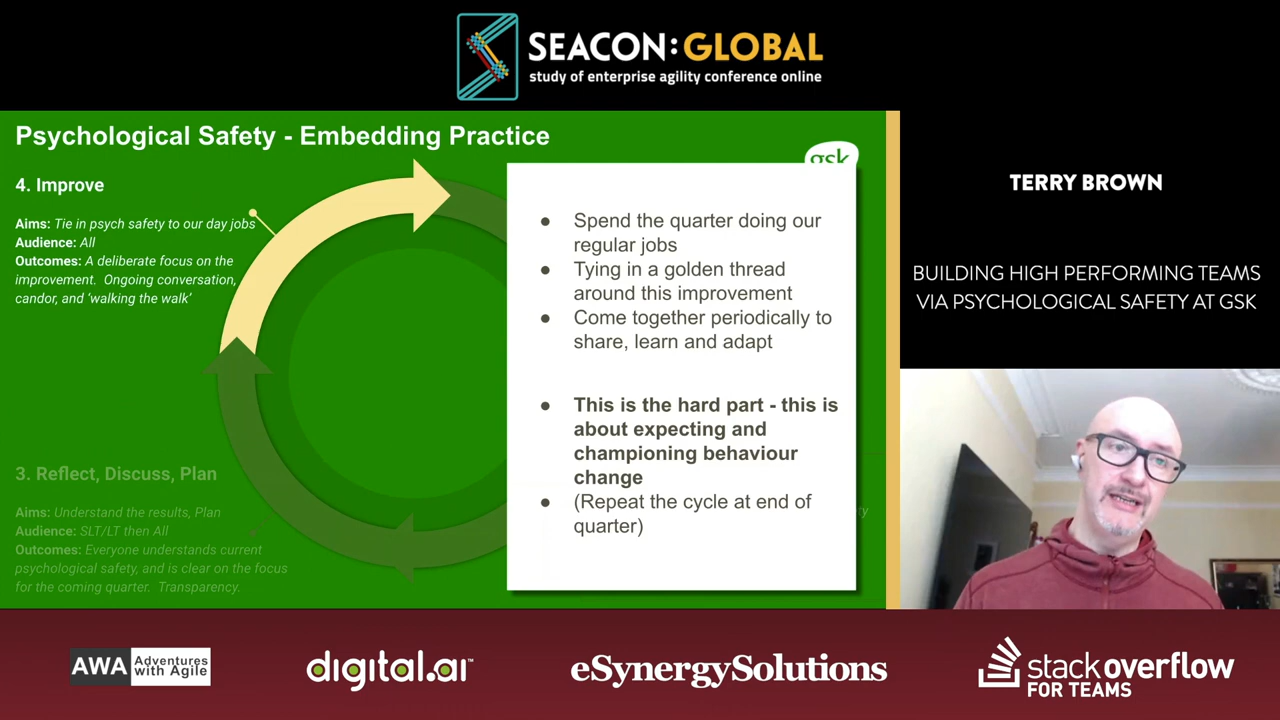 SEACON:GLOBAL
study of enterprise agility conference online
Psychological Safety - Embedding Practice
gsk
4. Improve
Aims: Tie in psych safety to our day jobs
Audience: All
Outcomes: A deliberate focus on the
improvement. Ongoing conversation,
candor, and ‘walking the walk’
● Spend the quarter doing our
regular jobs
● Tying in a golden thread
around this improvement
● Come together periodically to
share, learn and adapt
● This is the hard part - this is
about expecting and
championing behaviour
change
● (Repeat the cycle at end of
quarter)
3. Reflect, Discuss, Plan
Aims: Understand the results, Plan
Audience: SLT/LT then All
Outcomes: Everyone understands current
psychological safety, and is clear on the focus
for the coming quarter. Transparency.
TERRY BROWN
BUILDING HIGH PERFORMING TEAMS
VIA PSYCHOLOGICAL SAFETY AT GSK
AWA Adventures
with Agile
digital.ai™
eSynergySolutions
stackoverflow
FOR TEAMS